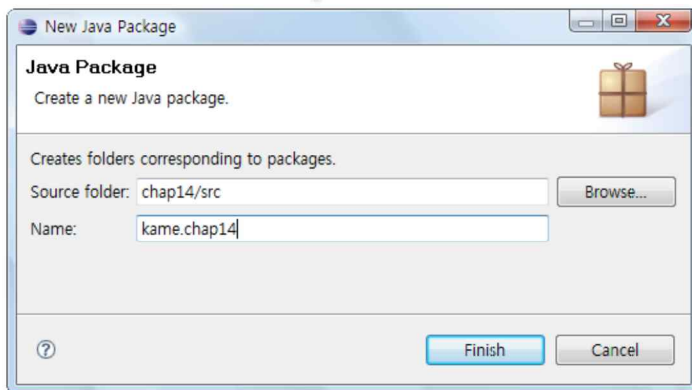 New Java Package
Java Package
Create a new Java package.
Creates folders corresponding to packages.
Source folder: chap14/src Browse...
Name: kame.chap14
? Finish Cancel